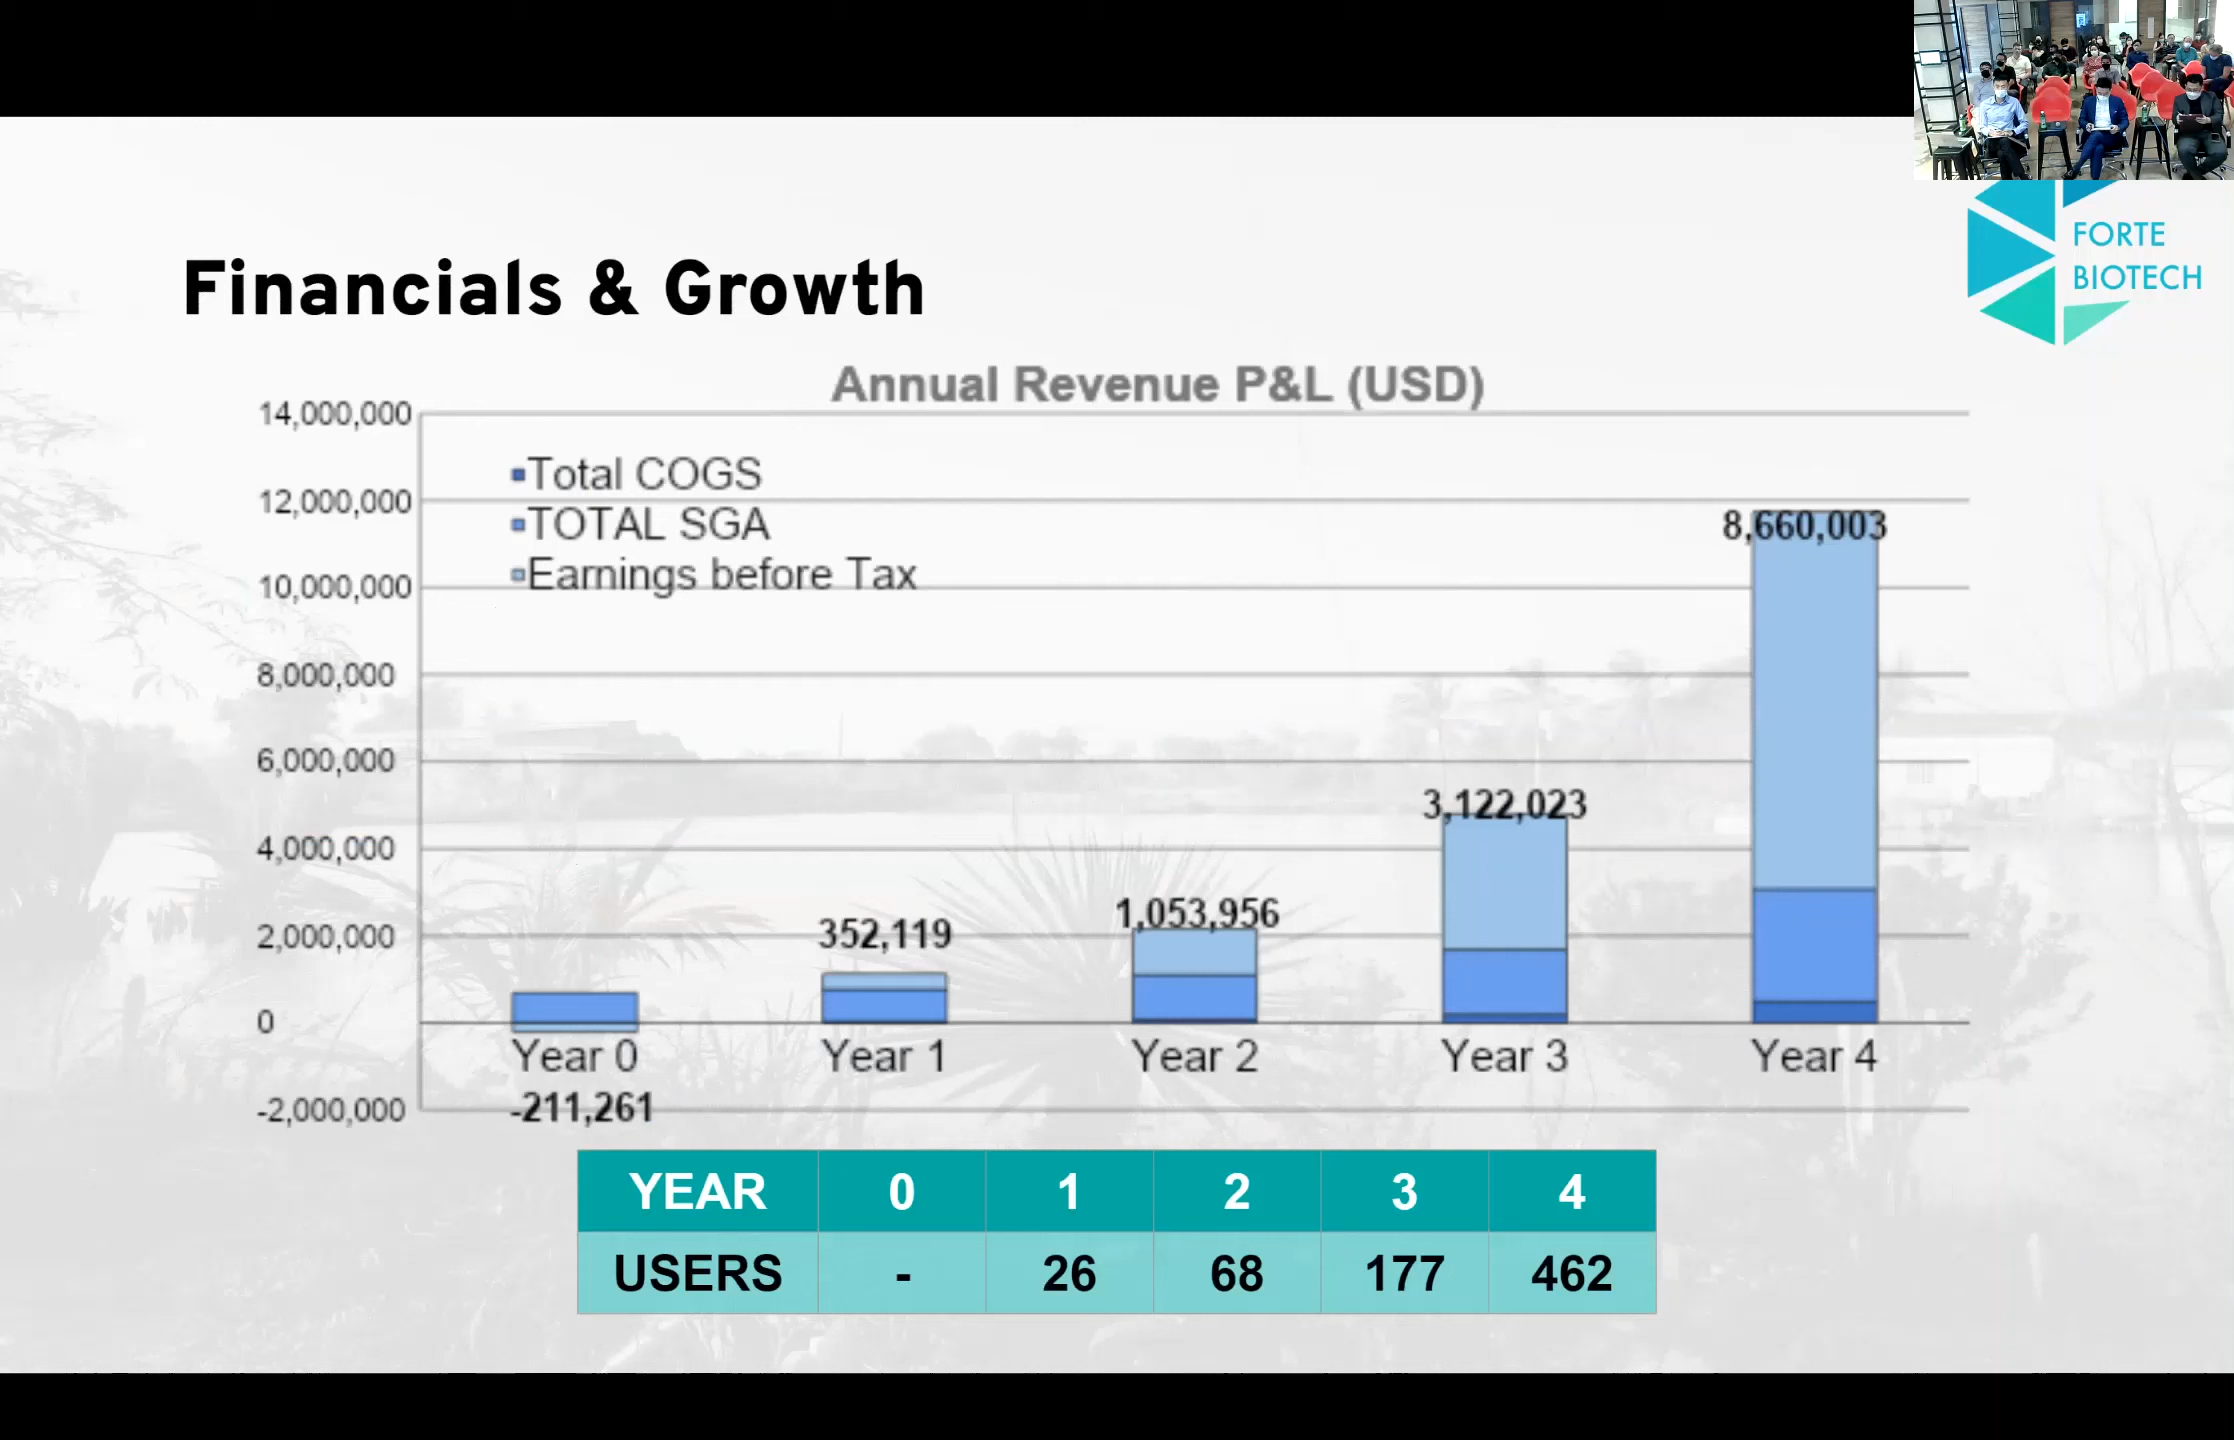 FORTE
BIOTECH
Financials & Growth
Annual Revenue P&L (USD)
14,000,000
12,000,000
10,000,000
8,000,000
6,000,000
4,000,000
2,000,000
0
-2,000,000
Total COGS
TOTAL SGA
Earnings before Tax
-211,261
352,119
1,053,956
3,122,023
8,660,003
Year 0 Year 1 Year 2 Year 3 Year 4
YEAR 0 1 2 3 4
USERS - 26 68 177 462